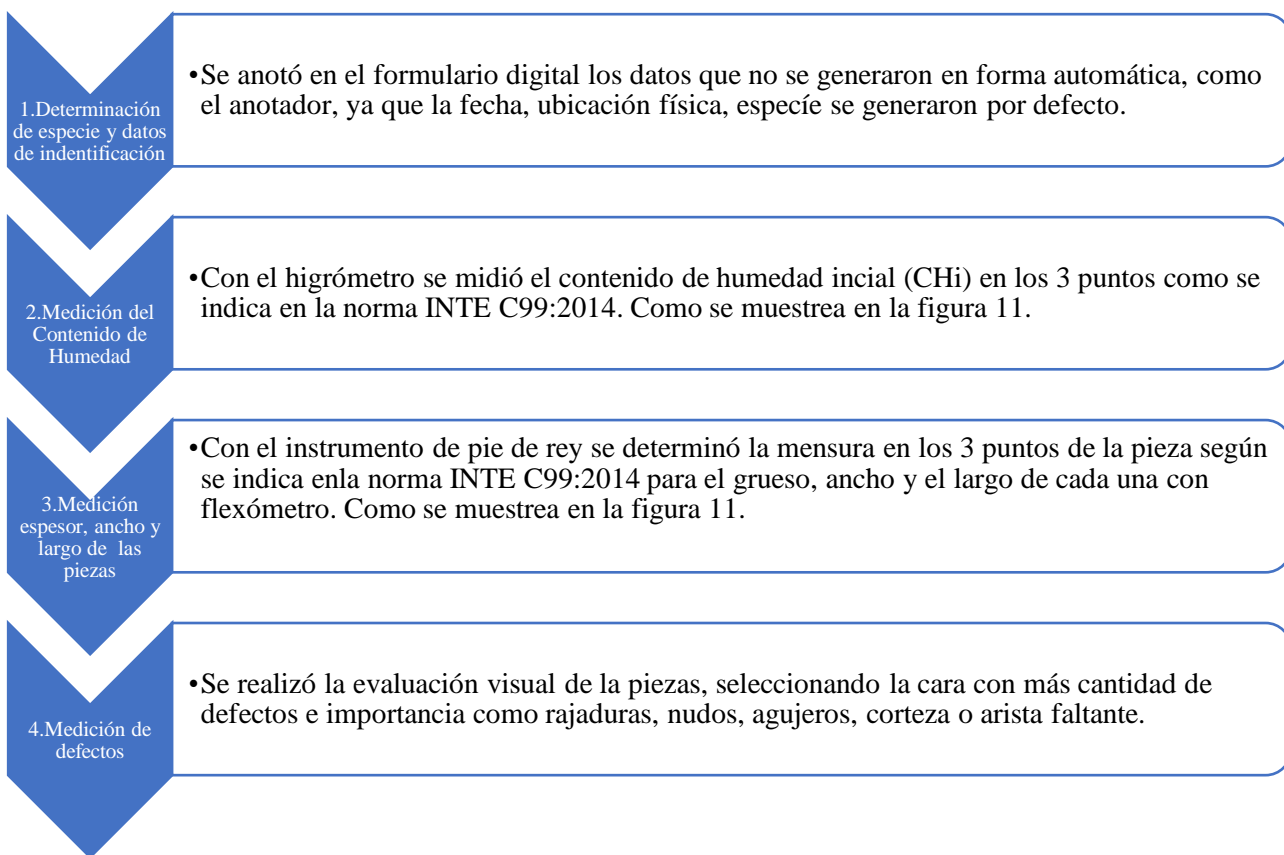 1.Determinación
de especie y datos
de indentificación
•Se anotó en el formulario digital los datos que no se generaron en forma automática, como
el anotador, ya que la fecha, ubicación física, especíe se generaron por defecto.
2.Medición del
Contenido de
Humedad
•Con el higrómetro se midió el contenido de humedad incial (CHi) en los 3 puntos como se
indica en la norma INTE C99:2014. Como se muestrea en la figura 11.
3.Medición
espesor, ancho y
largo de las
piezas
•Con el instrumento de pie de rey se determinó la mensura en los 3 puntos de la pieza según
se indica enla norma INTE C99:2014 para el grueso, ancho y el largo de cada una con
flexómetro. Como se muestrea en la figura 11.
4.Medición de
defectos
•Se realizó la evaluación visual de la piezas, seleccionando la cara con más cantidad de
defectos e importancia como rajaduras, nudos, agujeros, corteza o arista faltante.